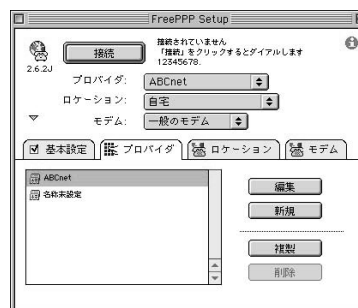 FreePPP Setup
2.6.2J
接続
接続されていません
「接続」をクリックするとダイアルします
12345678.
プロバイダ: ABCnet
ロケーション: 自宅
モデム: 一般のモデム
基本設定 プロバイダ ロケーション モデム
ABCnet
名称未設定
編集
新規
複製
削除